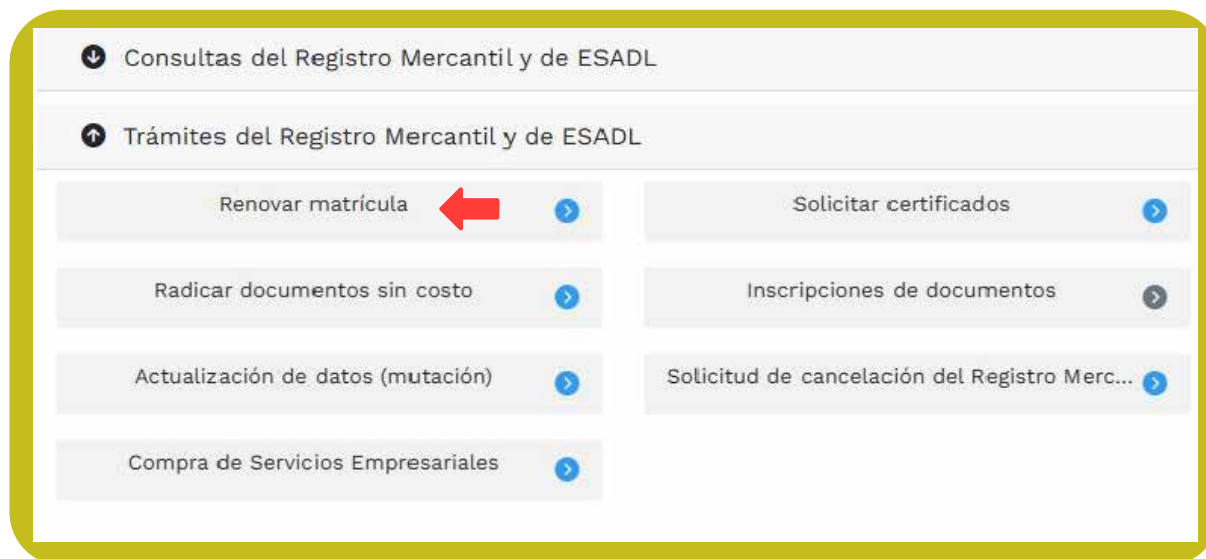 Consultas del Registro Mercantil y de ESADL
Trámites del Registro Mercantil y de ESADL
Renovar matrícula
Solicitar certificados
Radicar documentos sin costo
Inscripciones de documentos
Actualización de datos (mutación)
Solicitud de cancelación del Registro Merc...
Compra de Servicios Empresariales